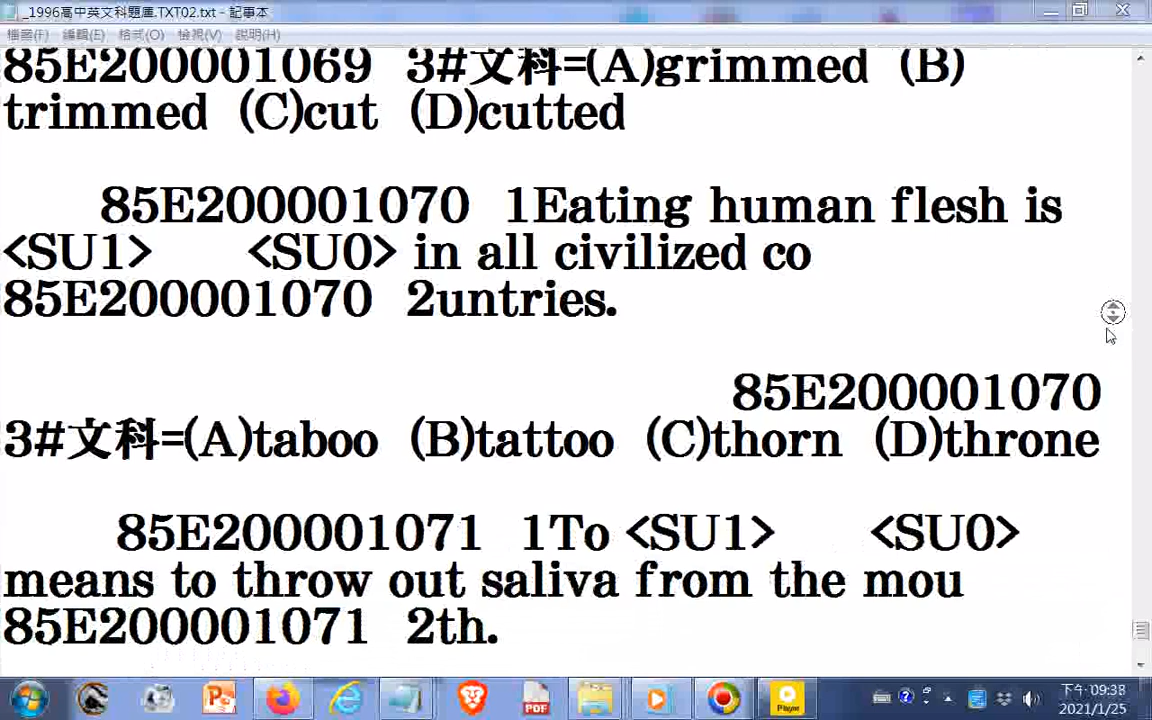 _1996高中英文科題庫.TXT02.txt - 記事本
檔案(F) 編輯(E) 格式(O) 檢視(V) 說明(H)
85E200001069 3#文科=(A)grimmed (B)
trimmed (C)cut (D)cutted
85E200001070 1Eating human flesh is
<SU1> <SU0> in all civilized co
85E200001070 2untries.
85E200001070
3#文科=(A)taboo (B)tattoo (C)thorn (D)throne
85E200001071 1To <SU1> <SU0>
means to throw out saliva from the mou
85E200001071 2th.
PDF
Player
下午 09:38
2021/1/25